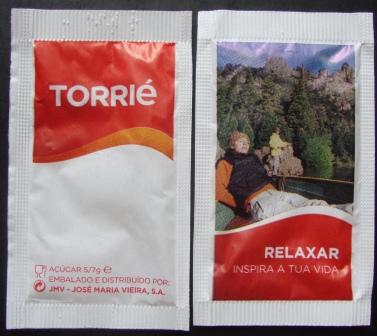 TORRIé
AÇÚCAR 5/7g ℮
EMBALADO E DISTRIBUÍDO POR:
JMV - JOSÉ MARIA VIEIRA, S.A.
RELAXAR
INSPIRA A TUA VIDA